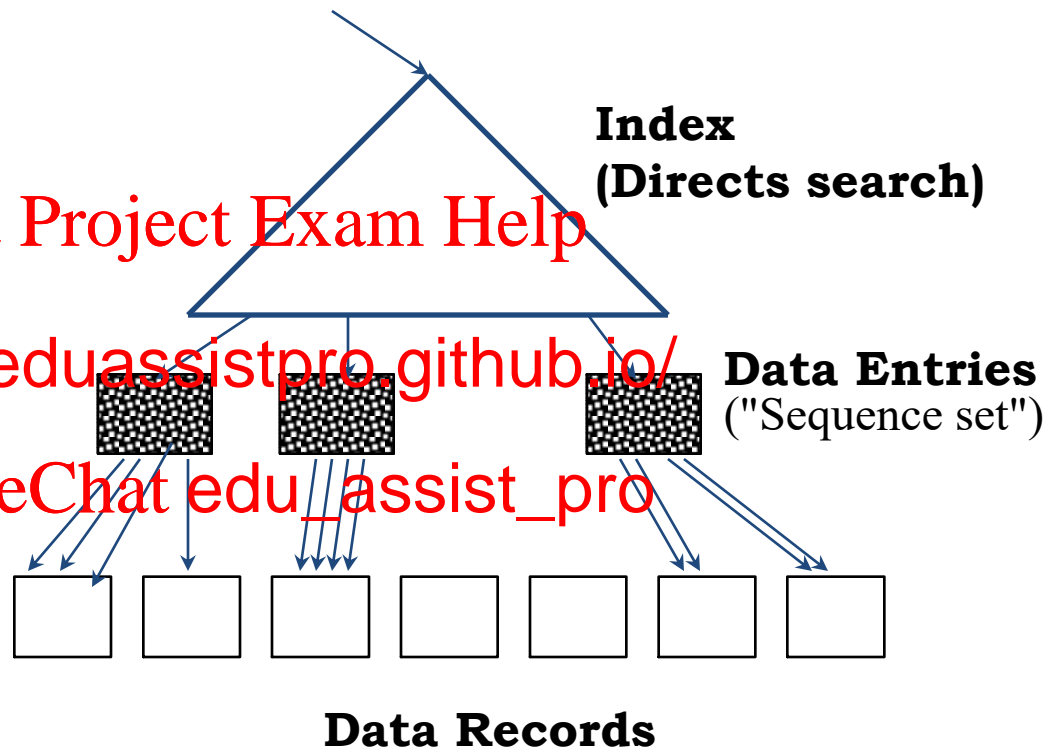 Index
(Directs search)
Project Exam Help
eduassistpro.github.io/
Data Entries
("Sequence set")
eChat edu_assist_pro
Data Records